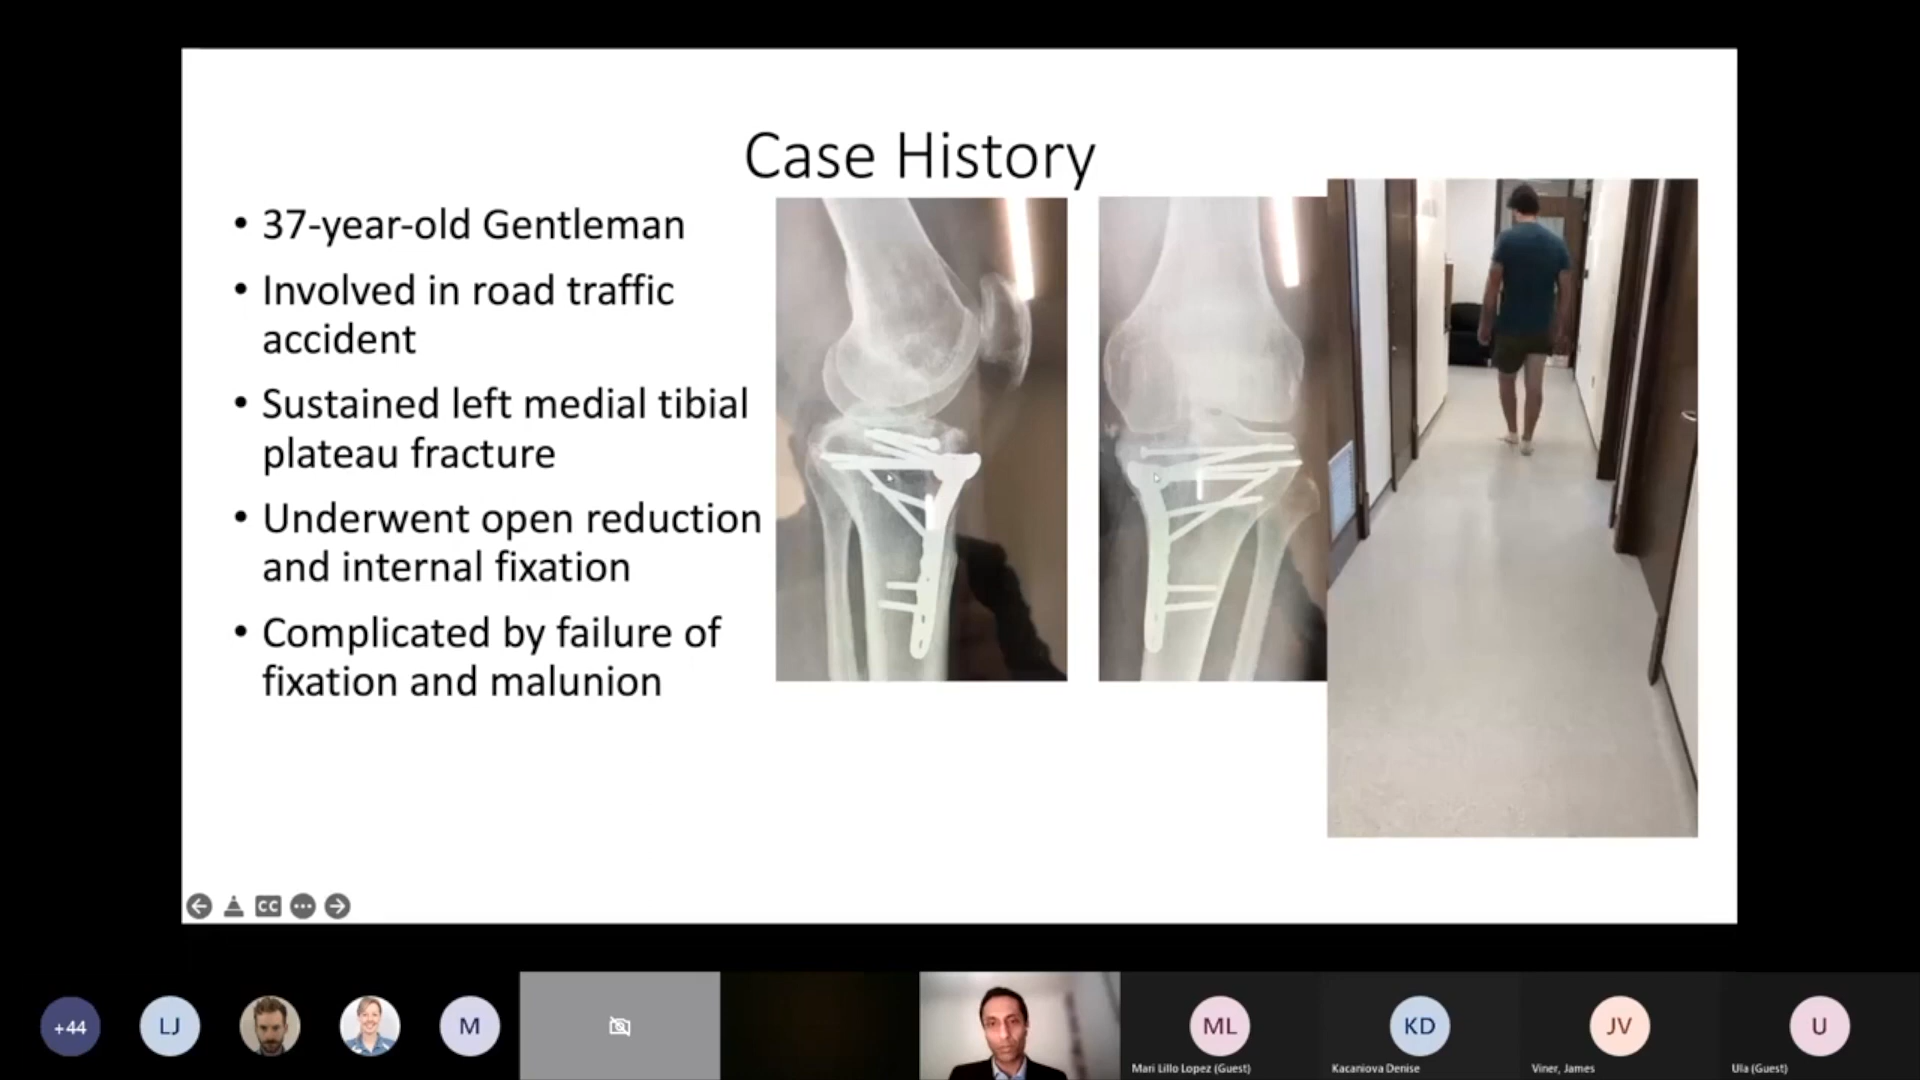 Case History
• 37-year-old Gentleman
• Involved in road traffic
accident
• Sustained left medial tibial
plateau fracture
• Underwent open reduction
and internal fixation
• Complicated by failure of
fixation and malunion
CC
+44
LJ
M
ML
KD
JV
U
Mari Lillo Lopez (Guest)
Kacaniova Denise
Viner, James
Ula (Guest)